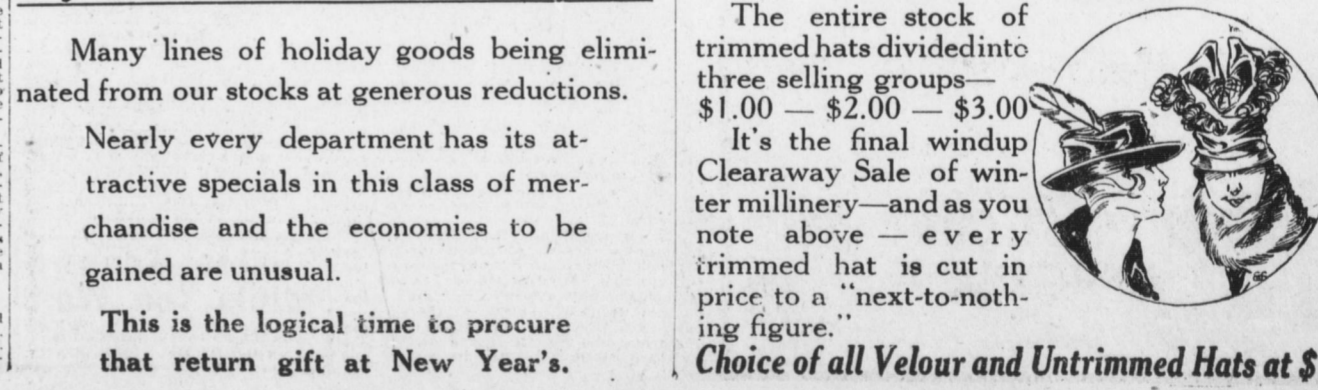 Many lines of holiday goods being elimi-
nated from our stocks at generous reductions.
Nearly every department has its at-
tractive specials in this class of mer-
chandise and the economies to be
gained are unusual.
This is the logical time to procure
that return gift at New Year's.
The entire stock of
trimmed hats divided into
three selling groups—
$1.00 — $2.00 — $3.00
It's the final windup
Clearaway Sale of win-
ter millinery—and as you
note above — every
trimmed hat is cut in
price to a "next-to-noth-
ing figure."
Choice of all Velour and Untrimmed Hats at $